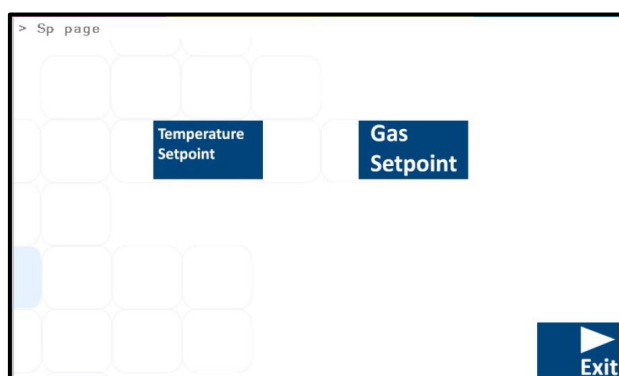 > Sp page
Temperature
Setpoint
Gas
Setpoint
Exit